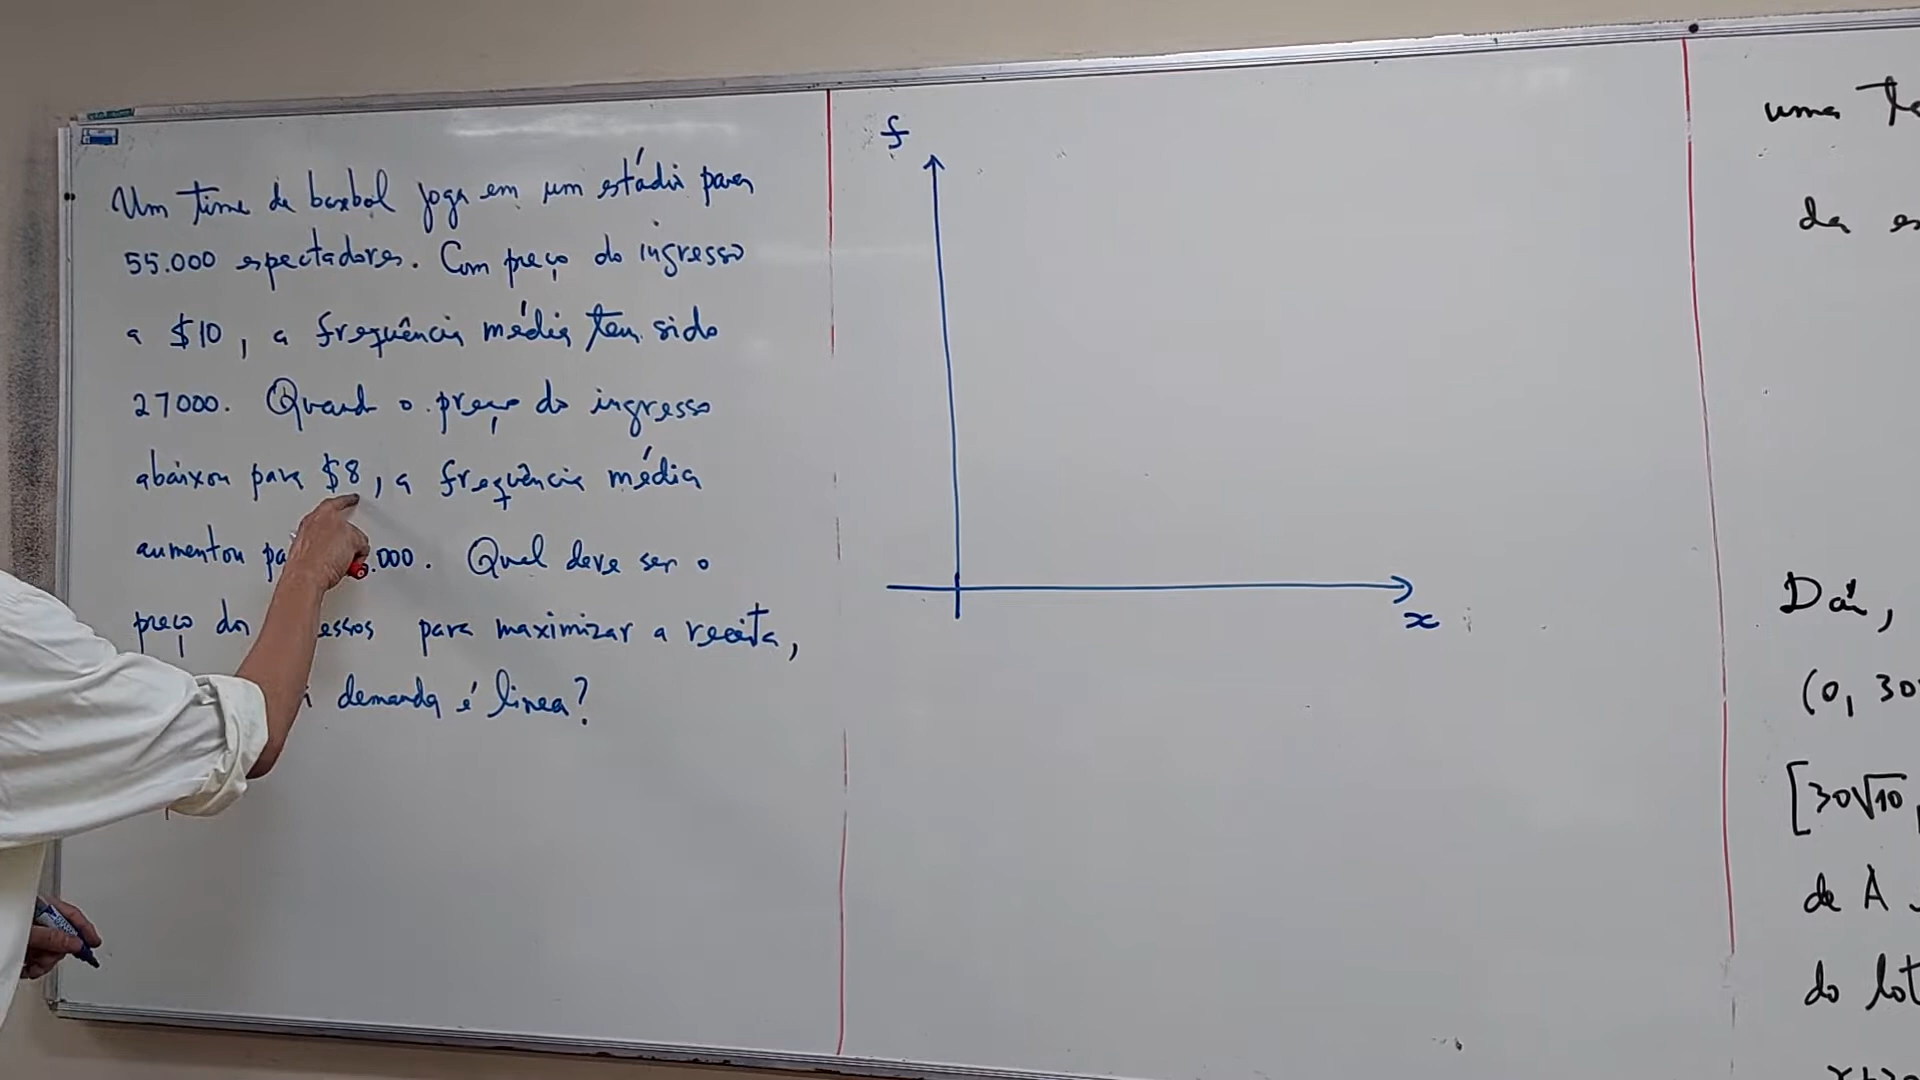 Um time de basebol joga em um estádio para
55.000 espectadores. Com preço do ingresso
a $10, a frequência média tem sido
27000. Quando o preço do ingresso
abaixou para $8, a frequência média
aumentou pa .000. Qual deve ser o
preço dos essos para maximizar a receita,
demanda é linea?
f
x
uma
da
Daí,
(0, 30
[30√10,
de A
do lot